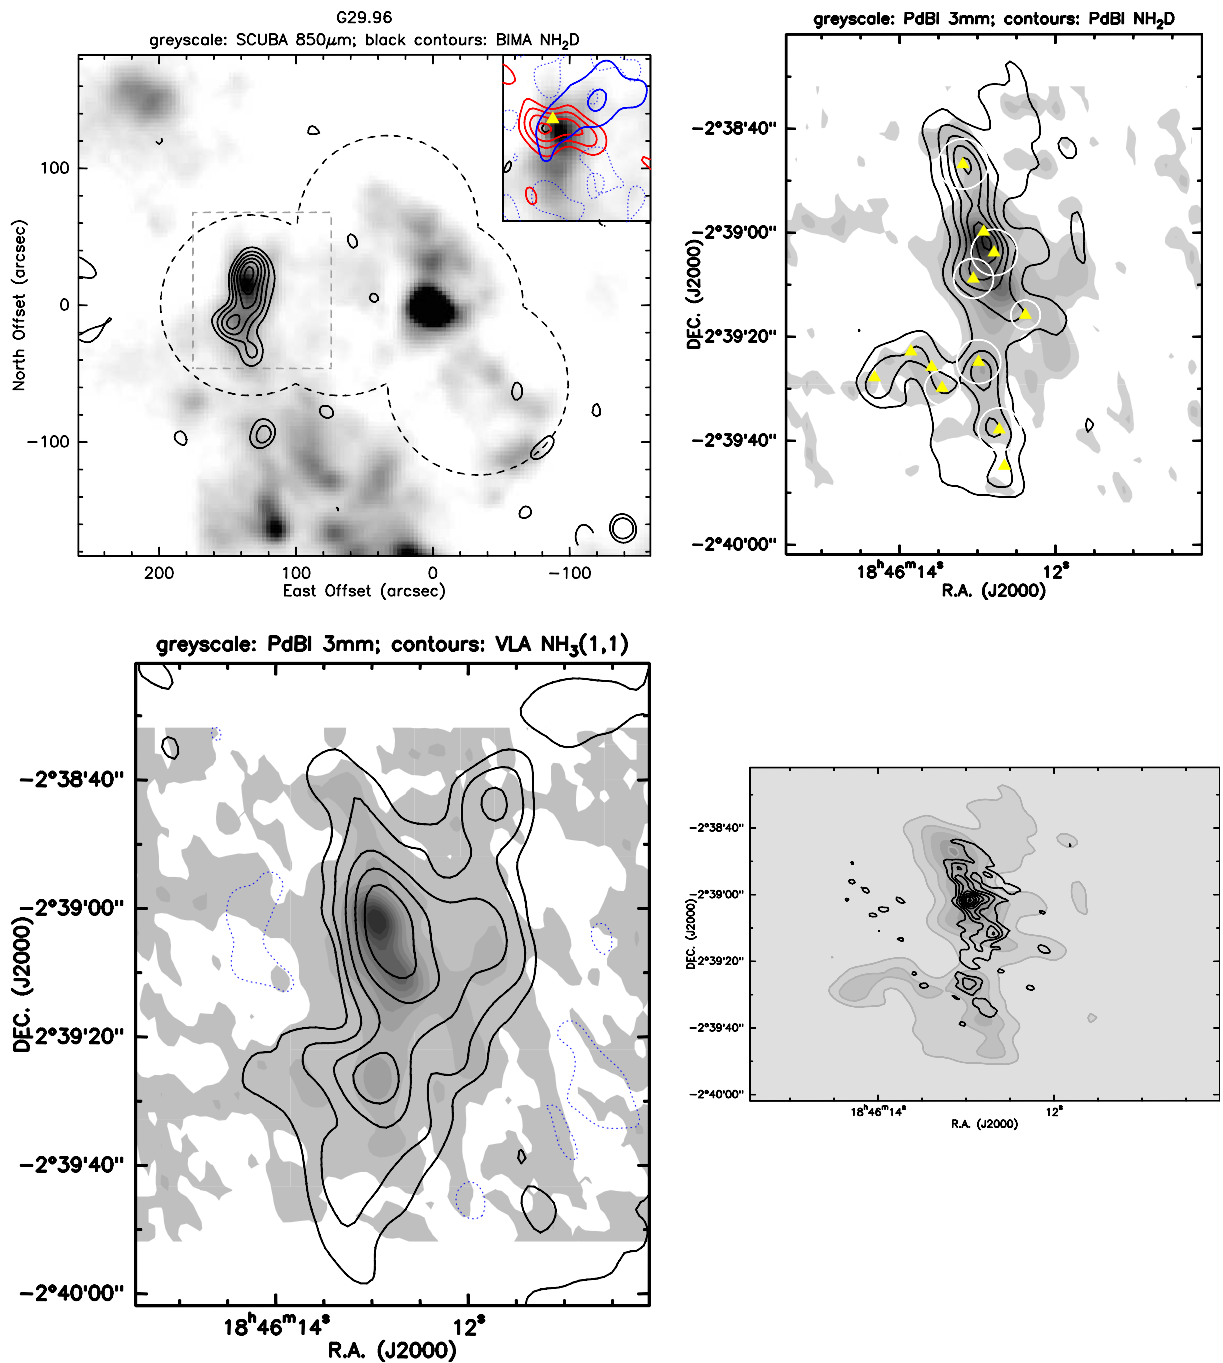 G29.96
greyscale: SCUBA 850μm; black contours: BIMA NH₂D
100
0
−100
North Offset (arcsec)
200
100
0
−100
East Offset (arcsec)
greyscale: PdBI 3mm; contours: PdBI NH₂D
−2°38'40"
−2°39'00"
−2°39'20"
−2°39'40"
−2°40'00"
DEC. (J2000)
18ʰ46ᵐ14ˢ
12ˢ
R.A. (J2000)
greyscale: PdBI 3mm; contours: VLA NH₃(1,1)
−2°38'40"
−2°39'00"
−2°39'20"
−2°39'40"
−2°40'00"
DEC. (J2000)
18ʰ46ᵐ14ˢ
12ˢ
R.A. (J2000)
−2°38'40"
−2°39'00"
−2°39'20"
−2°39'40"
−2°40'00"
DEC. (J2000)
18ʰ46ᵐ14ˢ
12ˢ
R.A. (J2000)